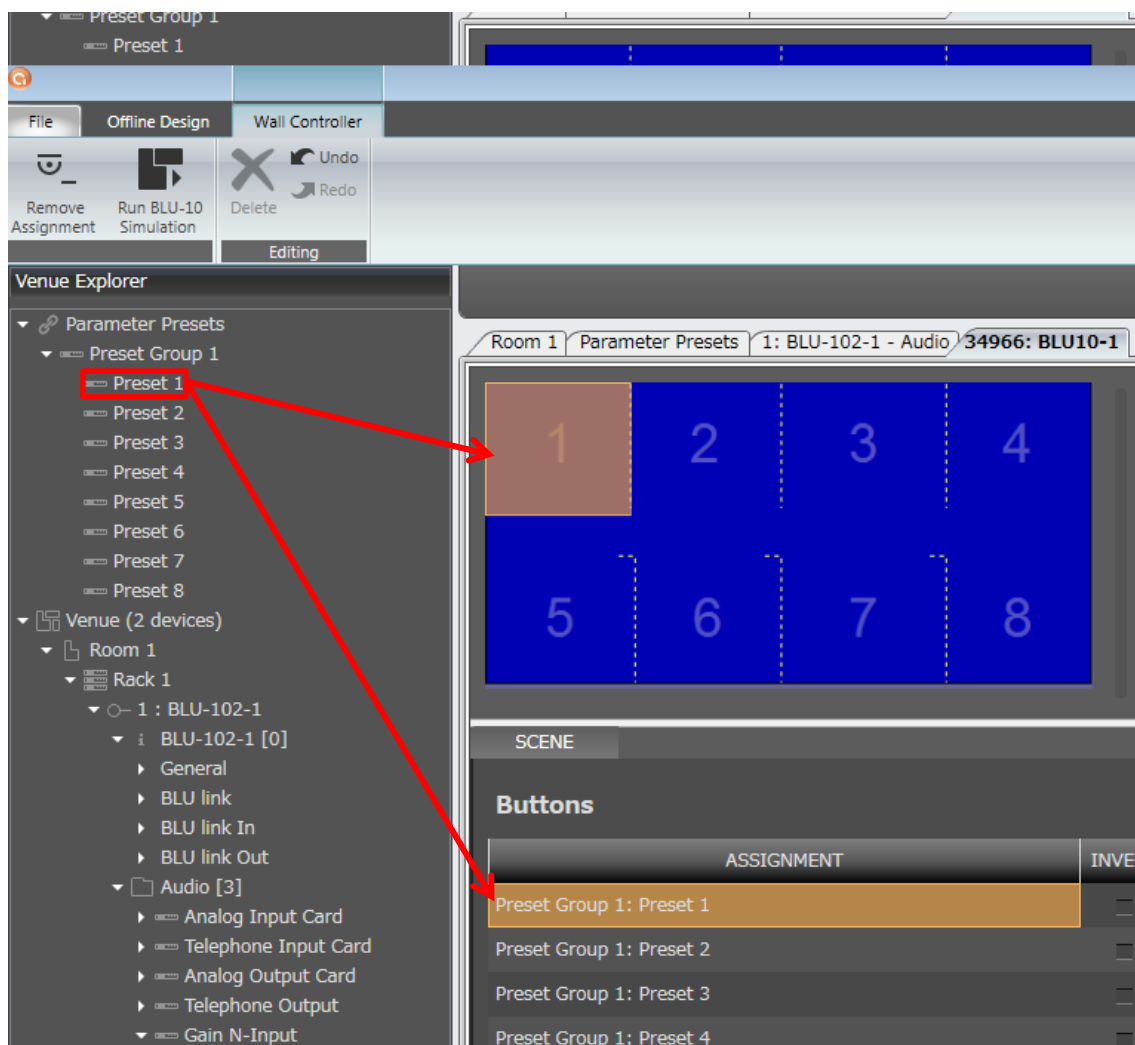 Preset Group 1
Preset 1
File Offline Design Wall Controller
Remove Assignment
Run BLU-10 Simulation
Delete
Undo
Redo
Editing
Venue Explorer
Parameter Presets
Preset Group 1
Preset 1
Preset 2
Preset 3
Preset 4
Preset 5
Preset 6
Preset 7
Preset 8
Venue (2 devices)
Room 1
Rack 1
1 : BLU-102-1
BLU-102-1 [0]
General
BLU link
BLU link In
BLU link Out
Audio [3]
Analog Input Card
Telephone Input Card
Analog Output Card
Telephone Output
Gain N-Input
Room 1 Parameter Presets 1: BLU-102-1 - Audio 34966: BLU10-1
1 2 3 4
5 6 7 8
SCENE
Buttons
ASSIGNMENT INVE
Preset Group 1: Preset 1
Preset Group 1: Preset 2
Preset Group 1: Preset 3
Preset Group 1: Preset 4